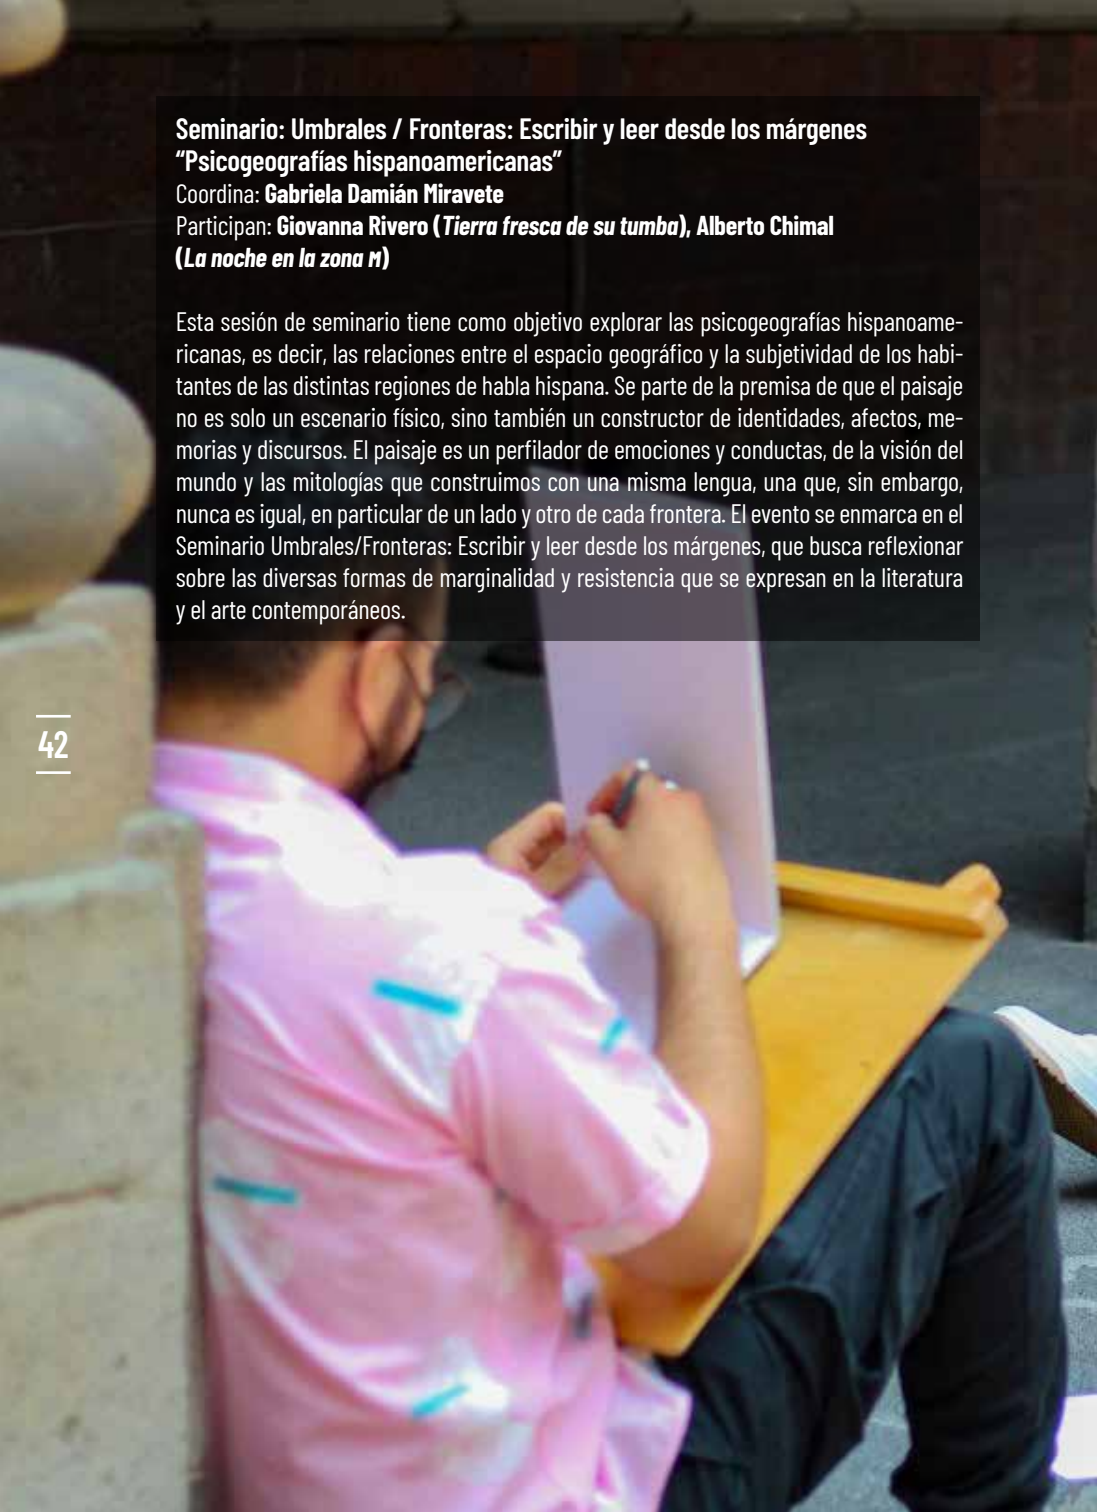 Seminario: Umbrales / Fronteras: Escribir y leer desde los márgenes
“Psicogeografías hispanoamericanas”
Coordina: Gabriela Damián Miravete
Participan: Giovanna Rivero (Tierra fresca de su tumba), Alberto Chimal
(La noche en la zona M)
Esta sesión de seminario tiene como objetivo explorar las psicogeografías hispanoame-
ricanas, es decir, las relaciones entre el espacio geográfico y la subjetividad de los habi-
tantes de las distintas regiones de habla hispana. Se parte de la premisa de que el paisaje
no es solo un escenario físico, sino también un constructor de identidades, afectos, me-
morias y discursos. El paisaje es un perfilador de emociones y conductas, de la visión del
mundo y las mitologías que construimos con una misma lengua, una que, sin embargo,
nunca es igual, en particular de un lado y otro de cada frontera. El evento se enmarca en el
Seminario Umbrales/Fronteras: Escribir y leer desde los márgenes, que busca reflexionar
sobre las diversas formas de marginalidad y resistencia que se expresan en la literatura
y el arte contemporáneos.
42